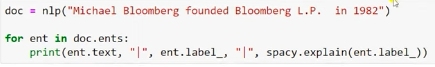 doc = nlp("Michael Bloomberg founded Bloomberg L.P.  in 1982")
for ent in doc.ents:
    print(ent.text, "|", ent.label_, "|", spacy.explain(ent.label_))